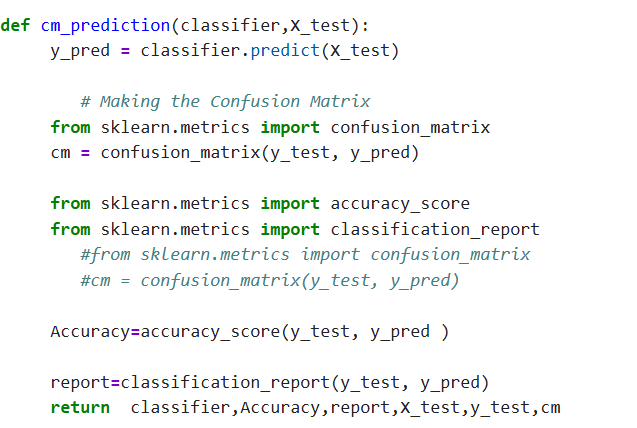 def cm_prediction(classifier,X_test):
     y_pred = classifier.predict(X_test)
        # Making the Confusion Matrix
     from sklearn.metrics import confusion_matrix
     cm = confusion_matrix(y_test, y_pred)
     from sklearn.metrics import accuracy_score
     from sklearn.metrics import classification_report
        #from sklearn.metrics import confusion_matrix
        #cm = confusion_matrix(y_test, y_pred)
     Accuracy=accuracy_score(y_test, y_pred )
     report=classification_report(y_test, y_pred)
     return  classifier,Accuracy,report,X_test,y_test,cm